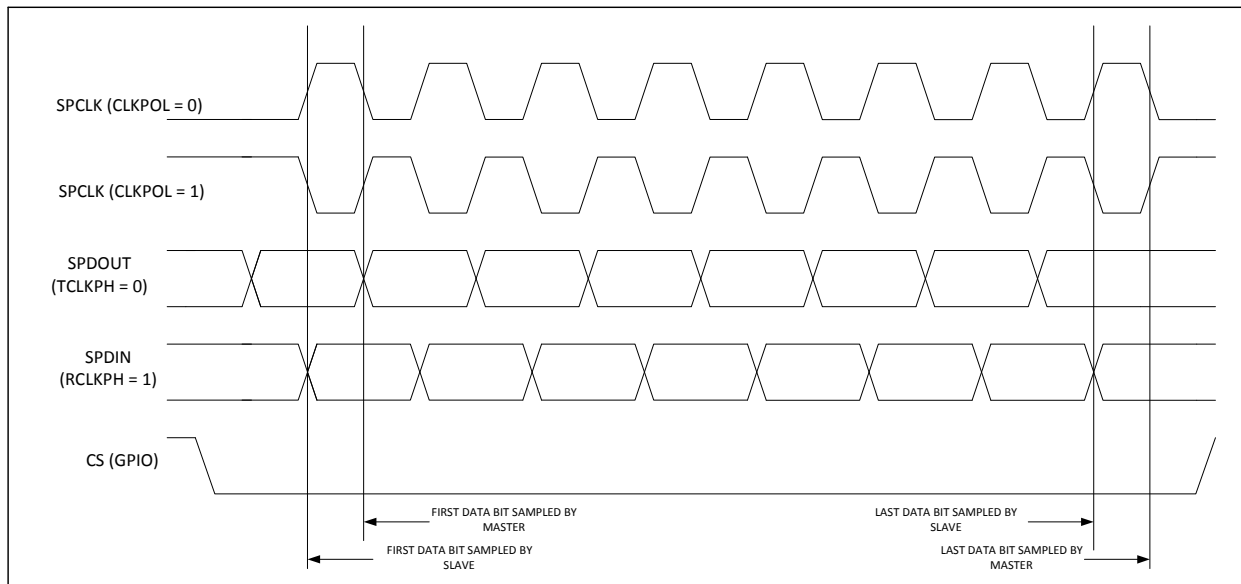 SPCLK (CLKPOL = 0)
SPCLK (CLKPOL = 1)
SPDOUT
(TCLKPH = 0)
SPDIN
(RCLKPH = 1)
CS (GPIO)
FIRST DATA BIT SAMPLED BY
MASTER
LAST DATA BIT SAMPLED BY
SLAVE
FIRST DATA BIT SAMPLED BY
SLAVE
LAST DATA BIT SAMPLED BY
MASTER